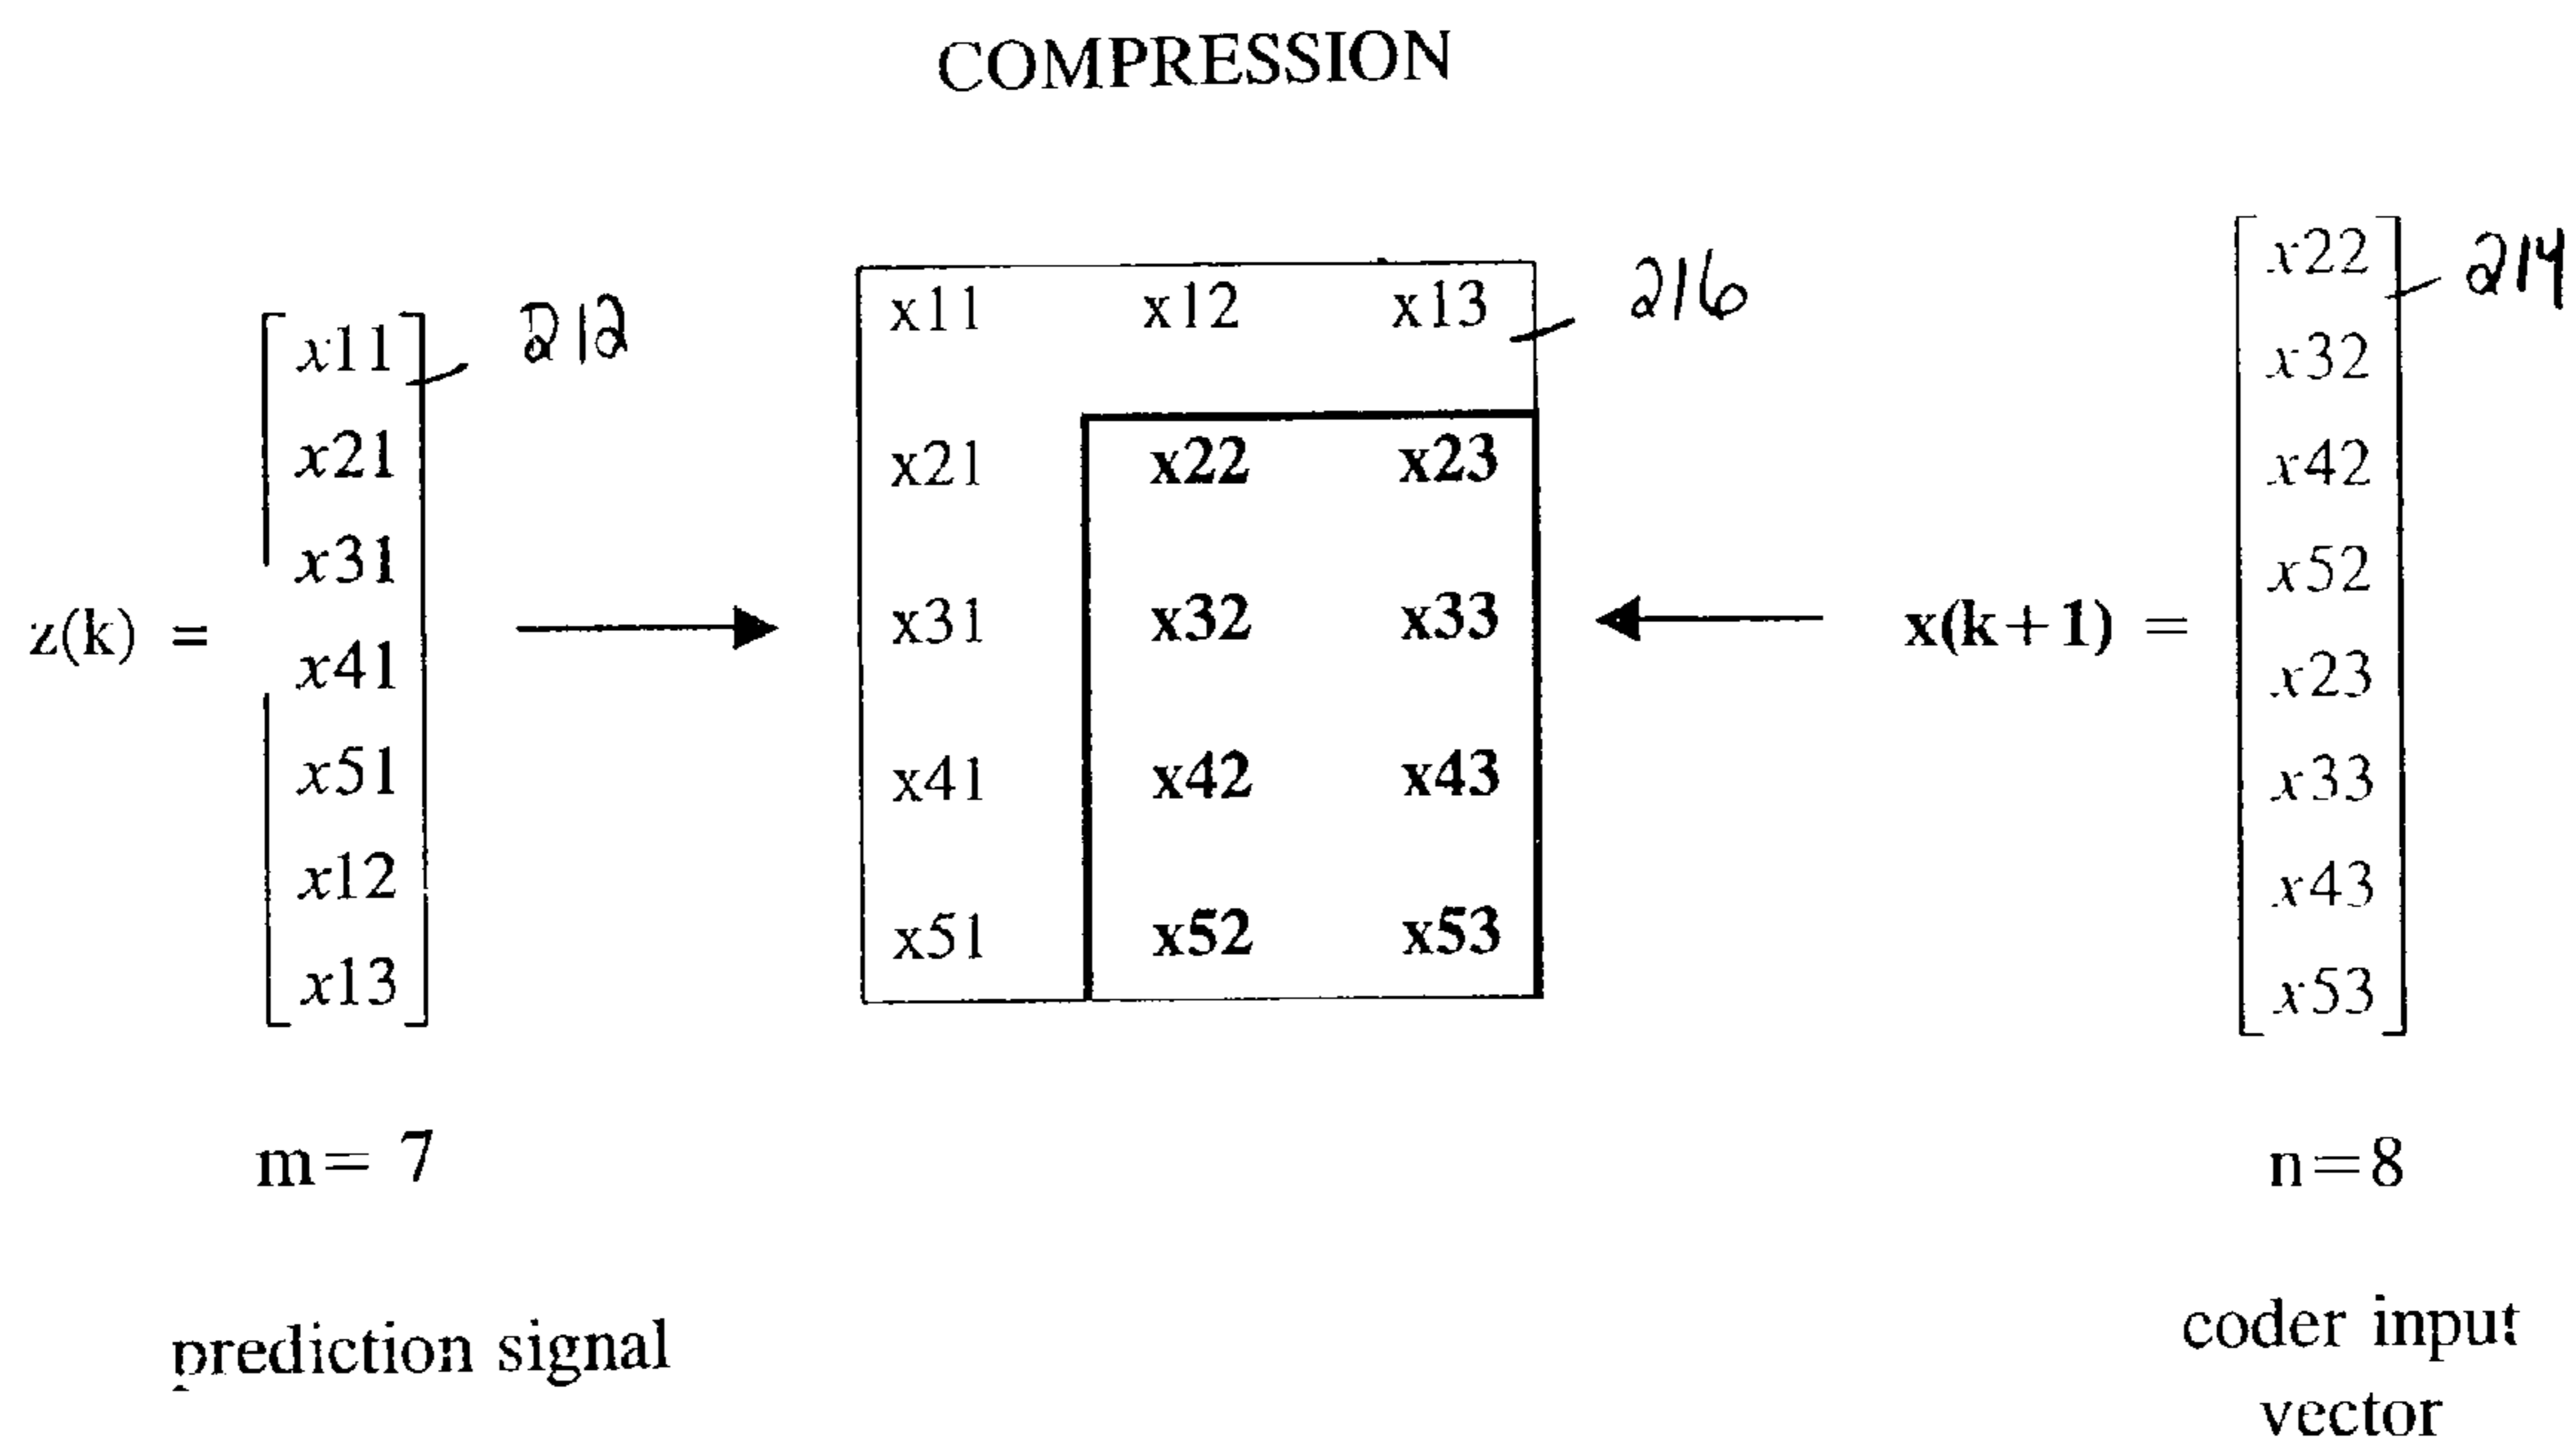 COMPRESSION
z(k) =
x11
x21
x31
x41
x51
x12
x13
212
m= 7
prediction signal
x11 x12 x13
x21 x22 x23
x31 x32 x33
x41 x42 x43
x51 x52 x53
216
x(k+1) =
x22
x32
x42
x52
x23
x33
x43
x53
214
n=8
coder input
vector